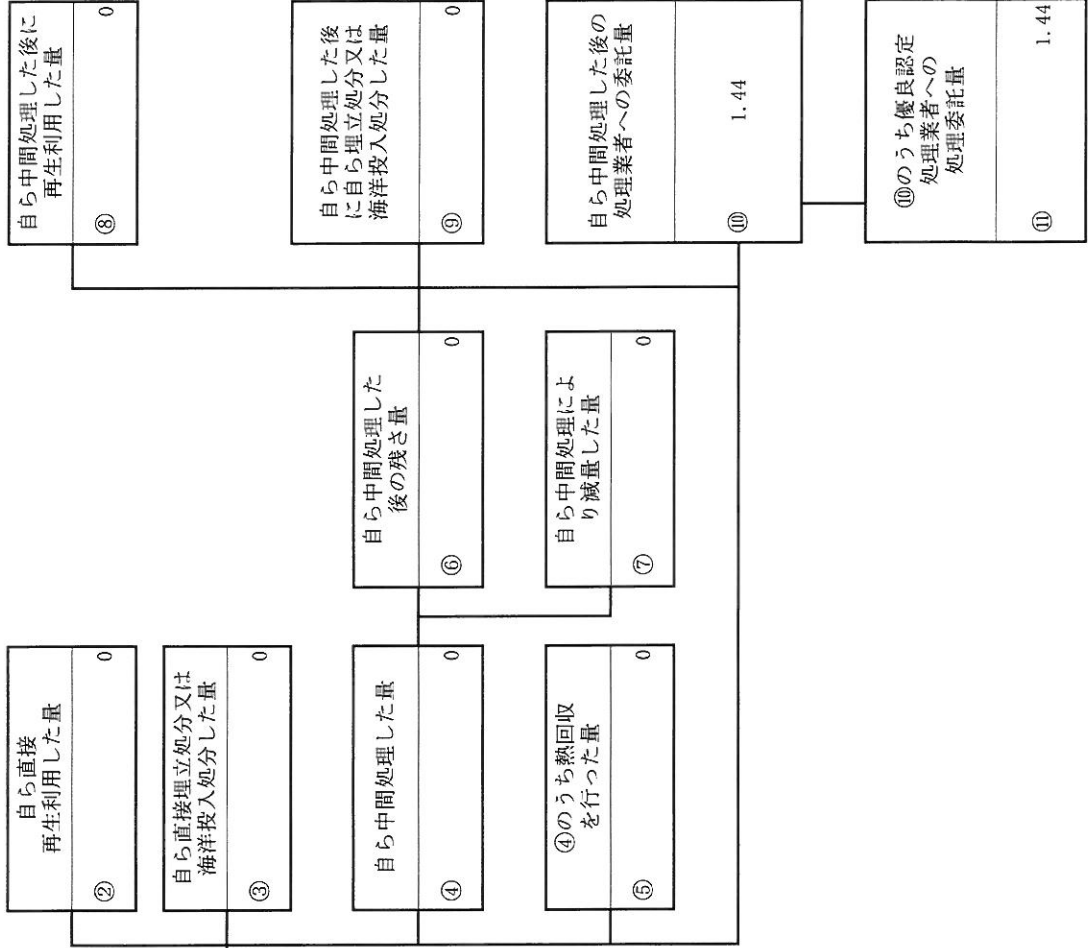 自ら直接
再生利用した量
② 0
自ら直接埋立処分又は
海洋投入処分した量
③ 0
自ら中間処理した量
④ 0
④のうち熱回収
を行った量
⑤ 0
自ら中間処理した
後の残さ量
⑥ 0
自ら中間処理によ
り減量した量
⑦ 0
自ら中間処理した後に
再生利用した量
⑧ 0
自ら中間処理した後
に自ら埋立処分又は
海洋投入処分した量
⑨ 0
自ら中間処理した後の
処理業者への委託量
⑩ 1.44
⑩のうち優良認定
処理業者への
処理委託量
⑪ 1.44